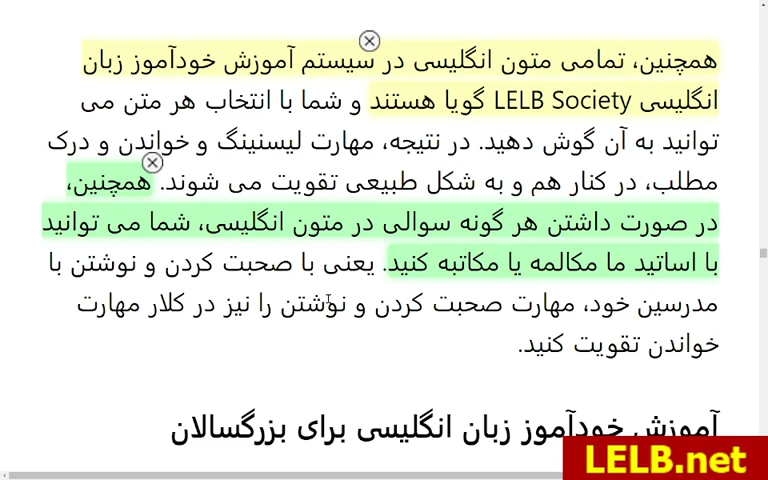 همچنین، تمامی متون انگلیسی در سیستم آموزش خودآموز زبان
انگلیسی LELB Society گویا هستند و شما با انتخاب هر متن می
توانید به آن گوش دهید. در نتیجه، مهارت لیسنینگ و خواندن و درک
مطلب، در کنار هم و به شکل طبیعی تقویت می شوند. همچنین،
در صورت داشتن هر گونه سوالی در متون انگلیسی، شما می توانید
با اساتید ما مکالمه یا مکاتبه کنید. یعنی با صحبت کردن و نوشتن با
مدرسین خود، مهارت صحبت کردن و نوشتن را نیز در کلار مهارت
خواندن تقویت کنید.
آموزش خودآموز زبان انگلیسی برای بزرگسالان
LELB.net